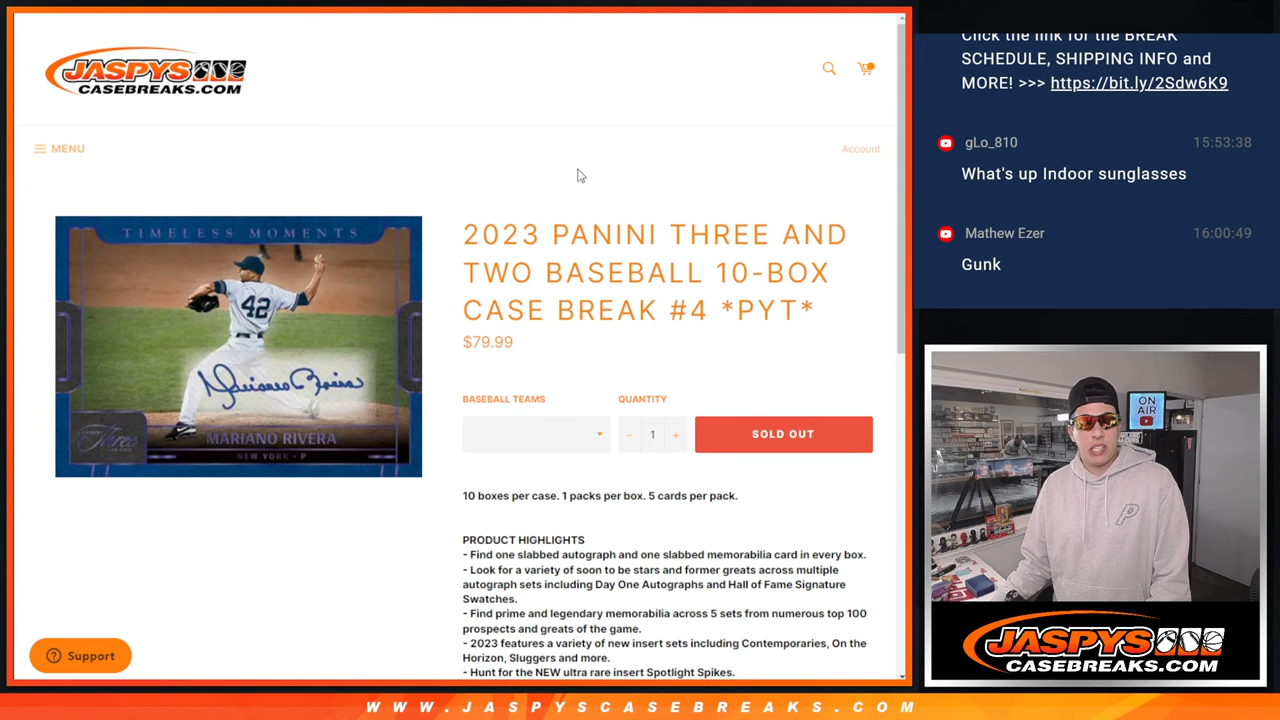 JASPYS
CASEBREAKS.COM
MENU
Account
TIMELESS MOMENTS
42
Mariano Rivera
Three
MARIANO RIVERA
NEW YORK • P
2023 PANINI THREE AND
TWO BASEBALL 10-BOX
CASE BREAK #4 *PYT*
$79.99
BASEBALL TEAMS
QUANTITY
− 1 +
SOLD OUT
10 boxes per case. 1 packs per box. 5 cards per pack.
PRODUCT HIGHLIGHTS
- Find one slabbed autograph and one slabbed memorabilia card in every box.
- Look for a variety of soon to be stars and former greats across multiple
autograph sets including Day One Autographs and Hall of Fame Signature
Swatches.
- Find prime and legendary memorabilia across 5 sets from numerous top 100
prospects and greats of the game.
- 2023 features a variety of new insert sets including Contemporaries, On the
Horizon, Sluggers and more.
- Hunt for the NEW ultra rare insert Spotlight Spikes.
Support
Click the link for the BREAK
SCHEDULE, SHIPPING INFO and
MORE! >>> https://bit.ly/2Sdw6K9
gLo_810 15:53:38
What's up Indoor sunglasses
Mathew Ezer 16:00:49
Gunk
ON
AIR
P
JASPYS
CASEBREAKS.COM
WWW.JASPYSCASEBREAKS.COM